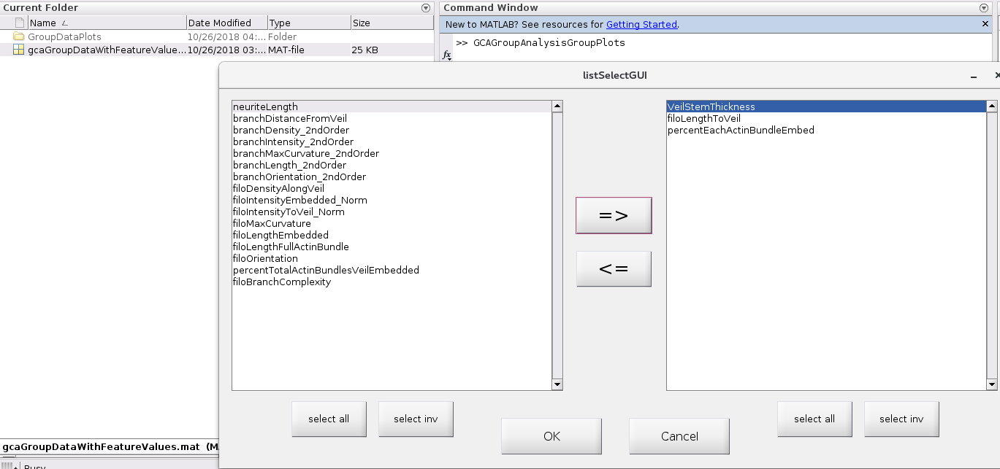 Current Folder
Name Date Modified Type Size
GroupDataPlots 10/26/2018 04:... Folder
gcaGroupDataWithFeatureValue... 10/26/2018 03:... MAT-file 25 KB
Command Window
New to MATLAB? See resources for Getting Started.
>> GCAGroupAnalysisGroupPlots
fx
listSelectGUI
neuriteLength
branchDistanceFromVeil
branchDensity_2ndOrder
branchIntensity_2ndOrder
branchMaxCurvature_2ndOrder
branchLength_2ndOrder
branchOrientation_2ndOrder
filoDensityAlongVeil
filoIntensityEmbedded_Norm
filoIntensityToVeil_Norm
filoMaxCurvature
filoLengthEmbedded
filoLengthFullActinBundle
filoOrientation
percentTotalActinBundlesVeilEmbedded
filoBranchComplexity
=>
<=
VeilStemThickness
filoLengthToVeil
percentEachActinBundleEmbed
select all select inv
OK Cancel
select all select inv
gcaGroupDataWithFeatureValues.mat (M
Busy